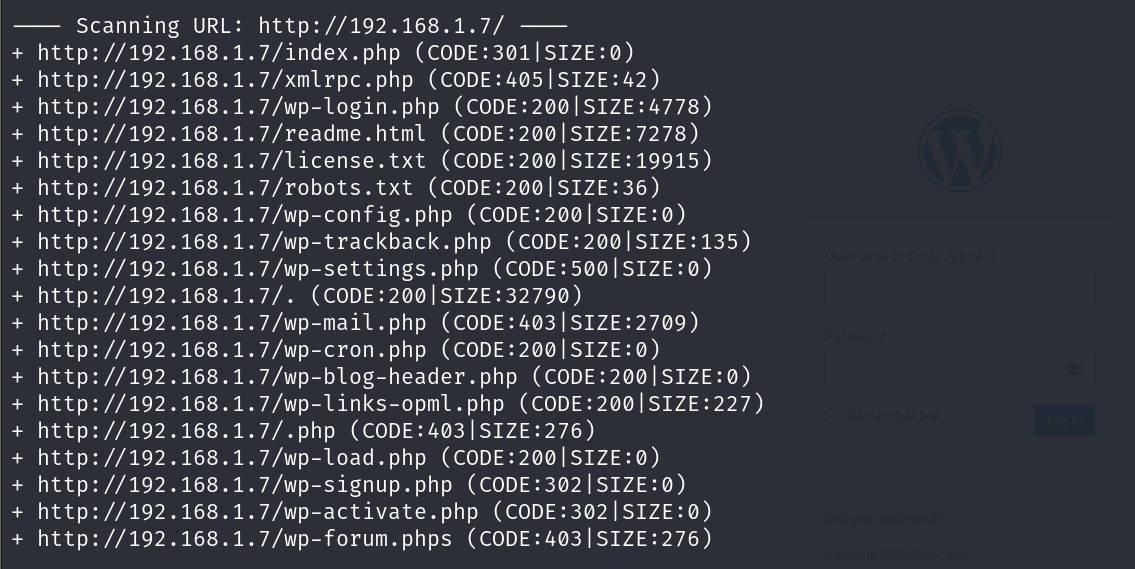 ---- Scanning URL: http://192.168.1.7/ ----
+ http://192.168.1.7/index.php (CODE:301|SIZE:0)
+ http://192.168.1.7/xmlrpc.php (CODE:405|SIZE:42)
+ http://192.168.1.7/wp-login.php (CODE:200|SIZE:4778)
+ http://192.168.1.7/readme.html (CODE:200|SIZE:7278)
+ http://192.168.1.7/license.txt (CODE:200|SIZE:19915)
+ http://192.168.1.7/robots.txt (CODE:200|SIZE:36)
+ http://192.168.1.7/wp-config.php (CODE:200|SIZE:0)
+ http://192.168.1.7/wp-trackback.php (CODE:200|SIZE:135)
+ http://192.168.1.7/wp-settings.php (CODE:500|SIZE:0)
+ http://192.168.1.7/. (CODE:200|SIZE:32790)
+ http://192.168.1.7/wp-mail.php (CODE:403|SIZE:2709)
+ http://192.168.1.7/wp-cron.php (CODE:200|SIZE:0)
+ http://192.168.1.7/wp-blog-header.php (CODE:200|SIZE:0)
+ http://192.168.1.7/wp-links-opml.php (CODE:200|SIZE:227)
+ http://192.168.1.7/.php (CODE:403|SIZE:276)
+ http://192.168.1.7/wp-load.php (CODE:200|SIZE:0)
+ http://192.168.1.7/wp-signup.php (CODE:302|SIZE:0)
+ http://192.168.1.7/wp-activate.php (CODE:302|SIZE:0)
+ http://192.168.1.7/wp-forum.phps (CODE:403|SIZE:276)
W
Username or Email Address
Password
Remember Me
Log In
Lost your password?
← Back to OSCP Voucher